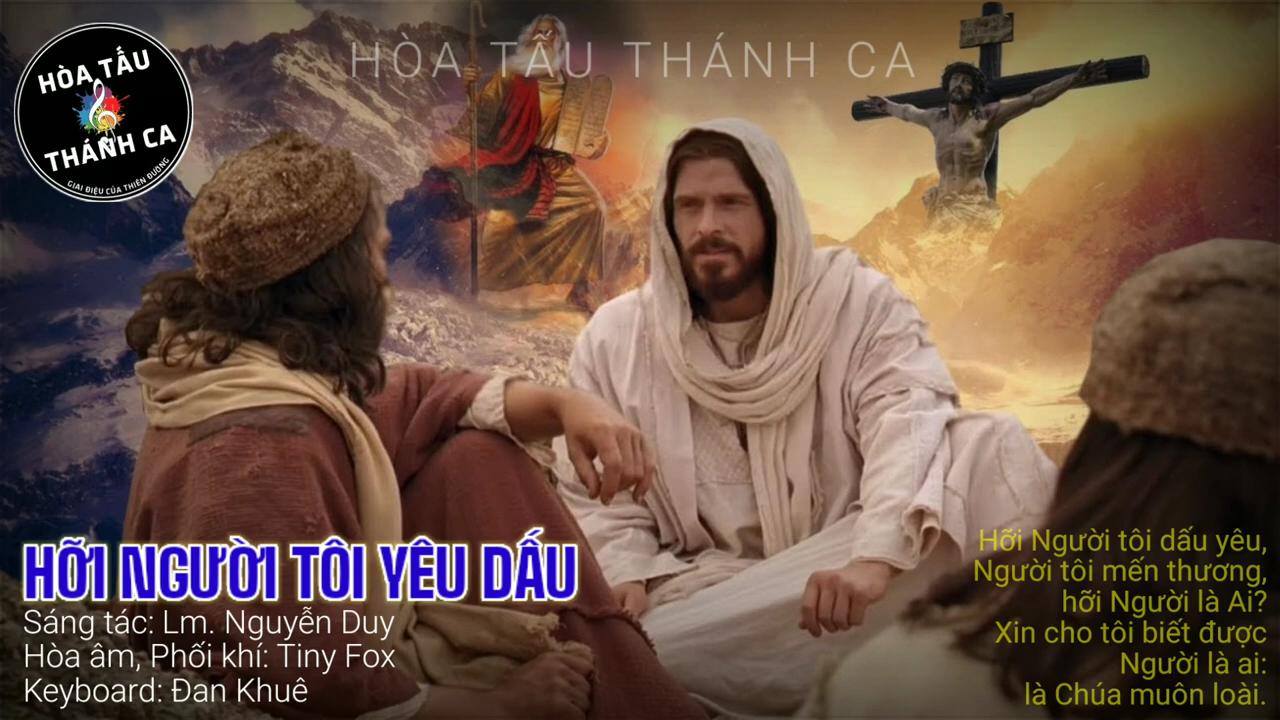 HÒA TẤU
THÁNH CA
GIAI ĐIỆU CỦA THIÊN ĐƯỜNG
HÒA TẤU THÁNH CA
HỠI NGƯỜI TÔI YÊU DẤU
Sáng tác: Lm. Nguyễn Duy
Hòa âm, Phối khí: Tiny Fox
Keyboard: Đan Khuê
Hỡi Người tôi dấu yêu,
Người tôi mến thương,
hỡi Người là Ai?
Xin cho tôi biết được
Người là ai:
là Chúa muôn loài.